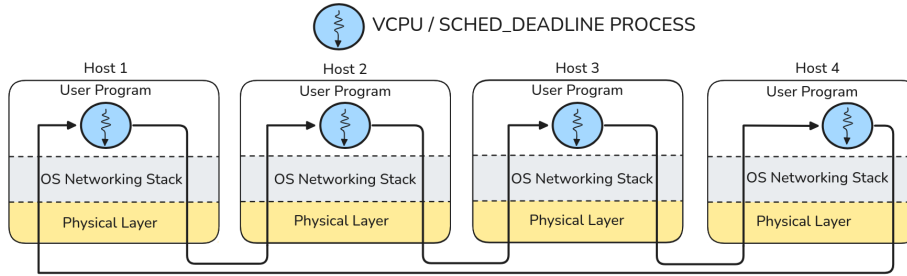 VCPU / SCHED_DEADLINE PROCESS
Host 1
Host 2
Host 3
Host 4
User Program
User Program
User Program
User Program
OS Networking Stack
OS Networking Stack
OS Networking Stack
OS Networking Stack
Physical Layer
Physical Layer
Physical Layer
Physical Layer